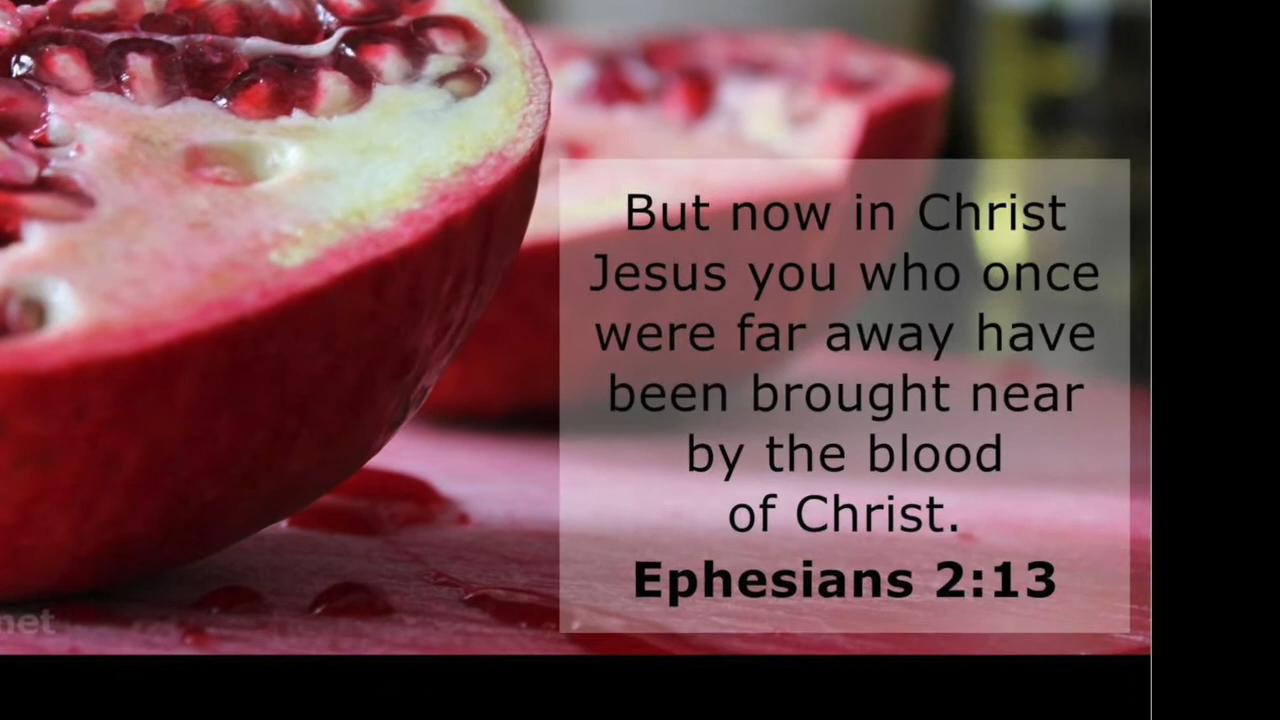 But now in Christ
Jesus you who once
were far away have
been brought near
by the blood
of Christ.
Ephesians 2:13
net